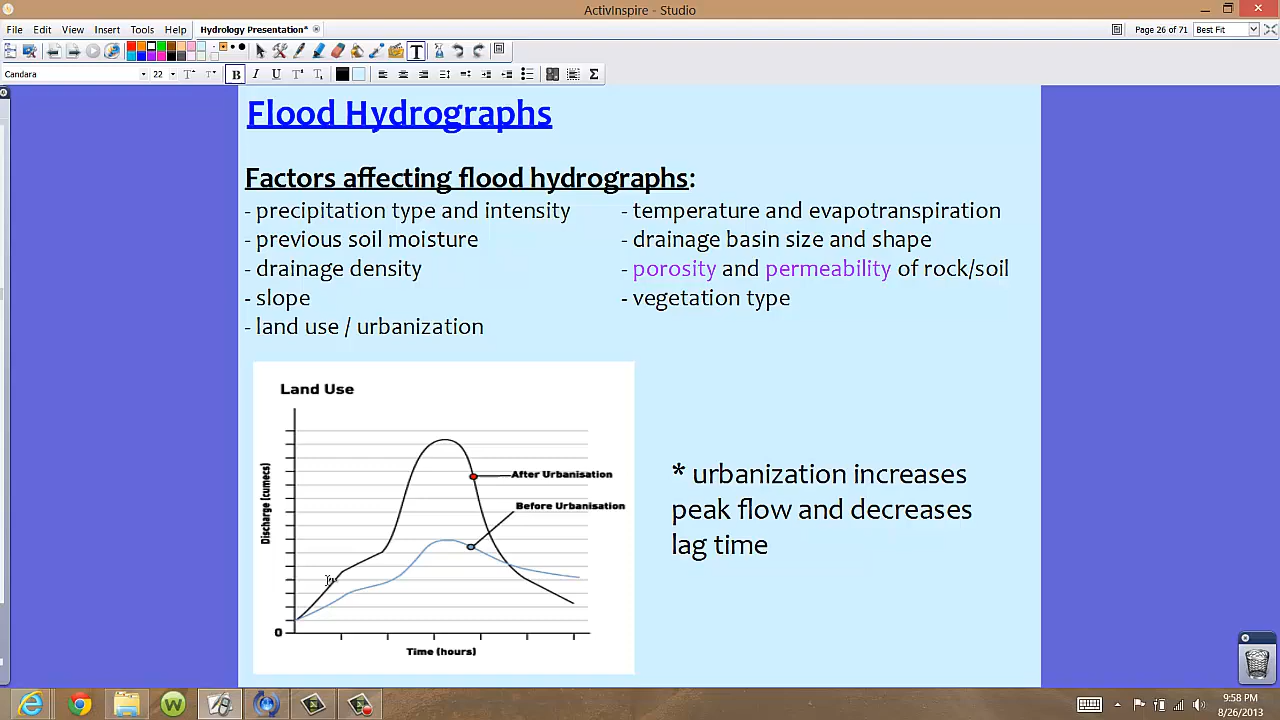 ActivInspire - Studio
File Edit View Insert Tools Help Hydrology Presentation*
Page 26 of 71 Best Fit
Candara 22 B I U
Flood Hydrographs
Factors affecting flood hydrographs:
- precipitation type and intensity
- previous soil moisture
- drainage density
- slope
- land use / urbanization
- temperature and evapotranspiration
- drainage basin size and shape
- porosity and permeability of rock/soil
- vegetation type
Land Use
Discharge (cumecs)
After Urbanisation
Before Urbanisation
0
Time (hours)
* urbanization increases
peak flow and decreases
lag time
9:58 PM
8/26/2013